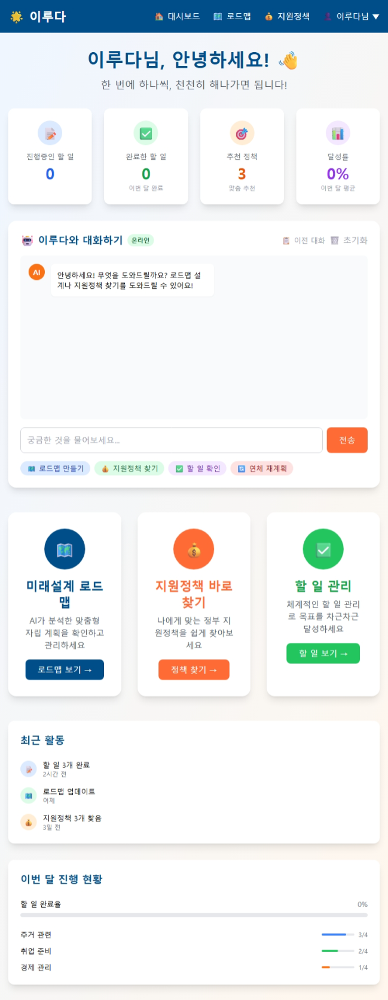 이루다
대시보드 로드맵 지원정책 이루다님 ▼
이루다님, 안녕하세요!
한 번에 하나씩, 천천히 해나가면 됩니다!
진행중인 할 일
0
완료한 할 일
0
이번 달 완료
추천 정책
3
맞춤 추천
달성률
0%
이번 달 평균
이루다와 대화하기 온라인
이전 대화 초기화
AI
안녕하세요! 무엇을 도와드릴까요? 로드맵 설
계나 지원정책 찾기를 도와드릴 수 있어요!
궁금한 것을 물어보세요...
전송
로드맵 만들기 지원정책 찾기 할 일 확인 연체 재계획
미래설계 로드
맵
AI가 분석한 맞춤형
자립 계획을 확인하고
관리하세요
로드맵 보기 →
지원정책 바로
찾기
나에게 맞는 정부 지
원정책을 쉽게 찾아보
세요
정책 찾기 →
할 일 관리
체계적인 할 일 관리
로 목표를 차근차근
달성하세요
할 일 보기 →
최근 활동
할 일 3개 완료
2시간 전
로드맵 업데이트
어제
지원정책 3개 찾음
3일 전
이번 달 진행 현황
할 일 완료율 0%
주거 관련 3/4
취업 준비 2/4
경제 관리 1/4